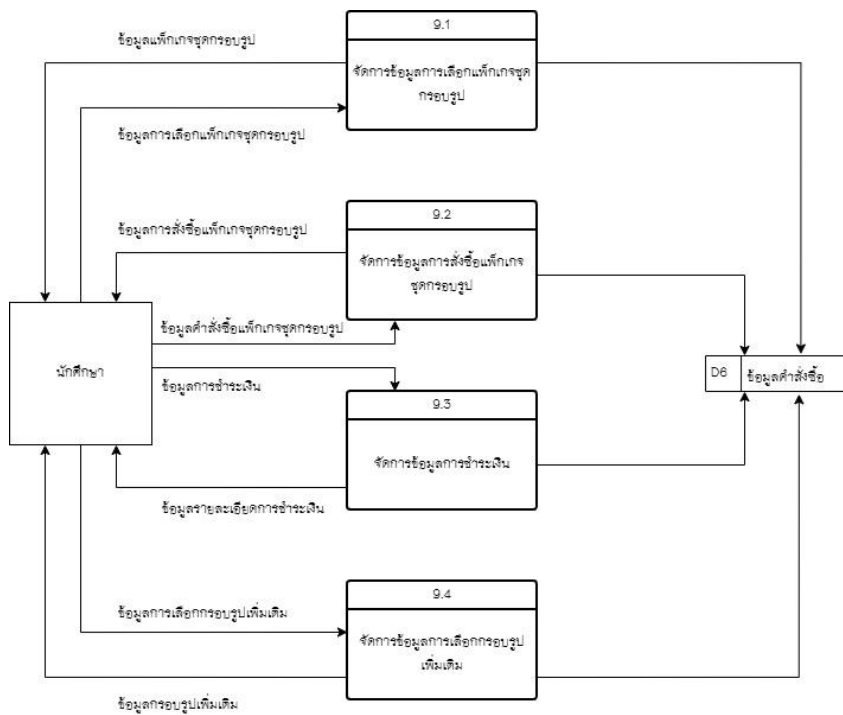 9.1
ข้อมูลแพ็กเกจชุดกรอบรูป
จัดการข้อมูลการเลือกแพ็กเกจชุด
กรอบรูป
ข้อมูลการเลือกแพ็กเกจชุดกรอบรูป
9.2
ข้อมูลการสั่งซื้อแพ็กเกจชุดกรอบรูป
จัดการข้อมูลการสั่งซื้อแพ็กเกจ
ชุดกรอบรูป
ข้อมูลคำสั่งซื้อแพ็กเกจชุดกรอบรูป
นักศึกษา
D6
ข้อมูลคำสั่งซื้อ
ข้อมูลการชำระเงิน
9.3
จัดการข้อมูลการชำระเงิน
ข้อมูลรายละเอียดการชำระเงิน
9.4
ข้อมูลการเลือกกรอบรูปเพิ่มเติม
จัดการข้อมูลการเลือกกรอบรูป
เพิ่มเติม
ข้อมูลกรอบรูปเพิ่มเติม